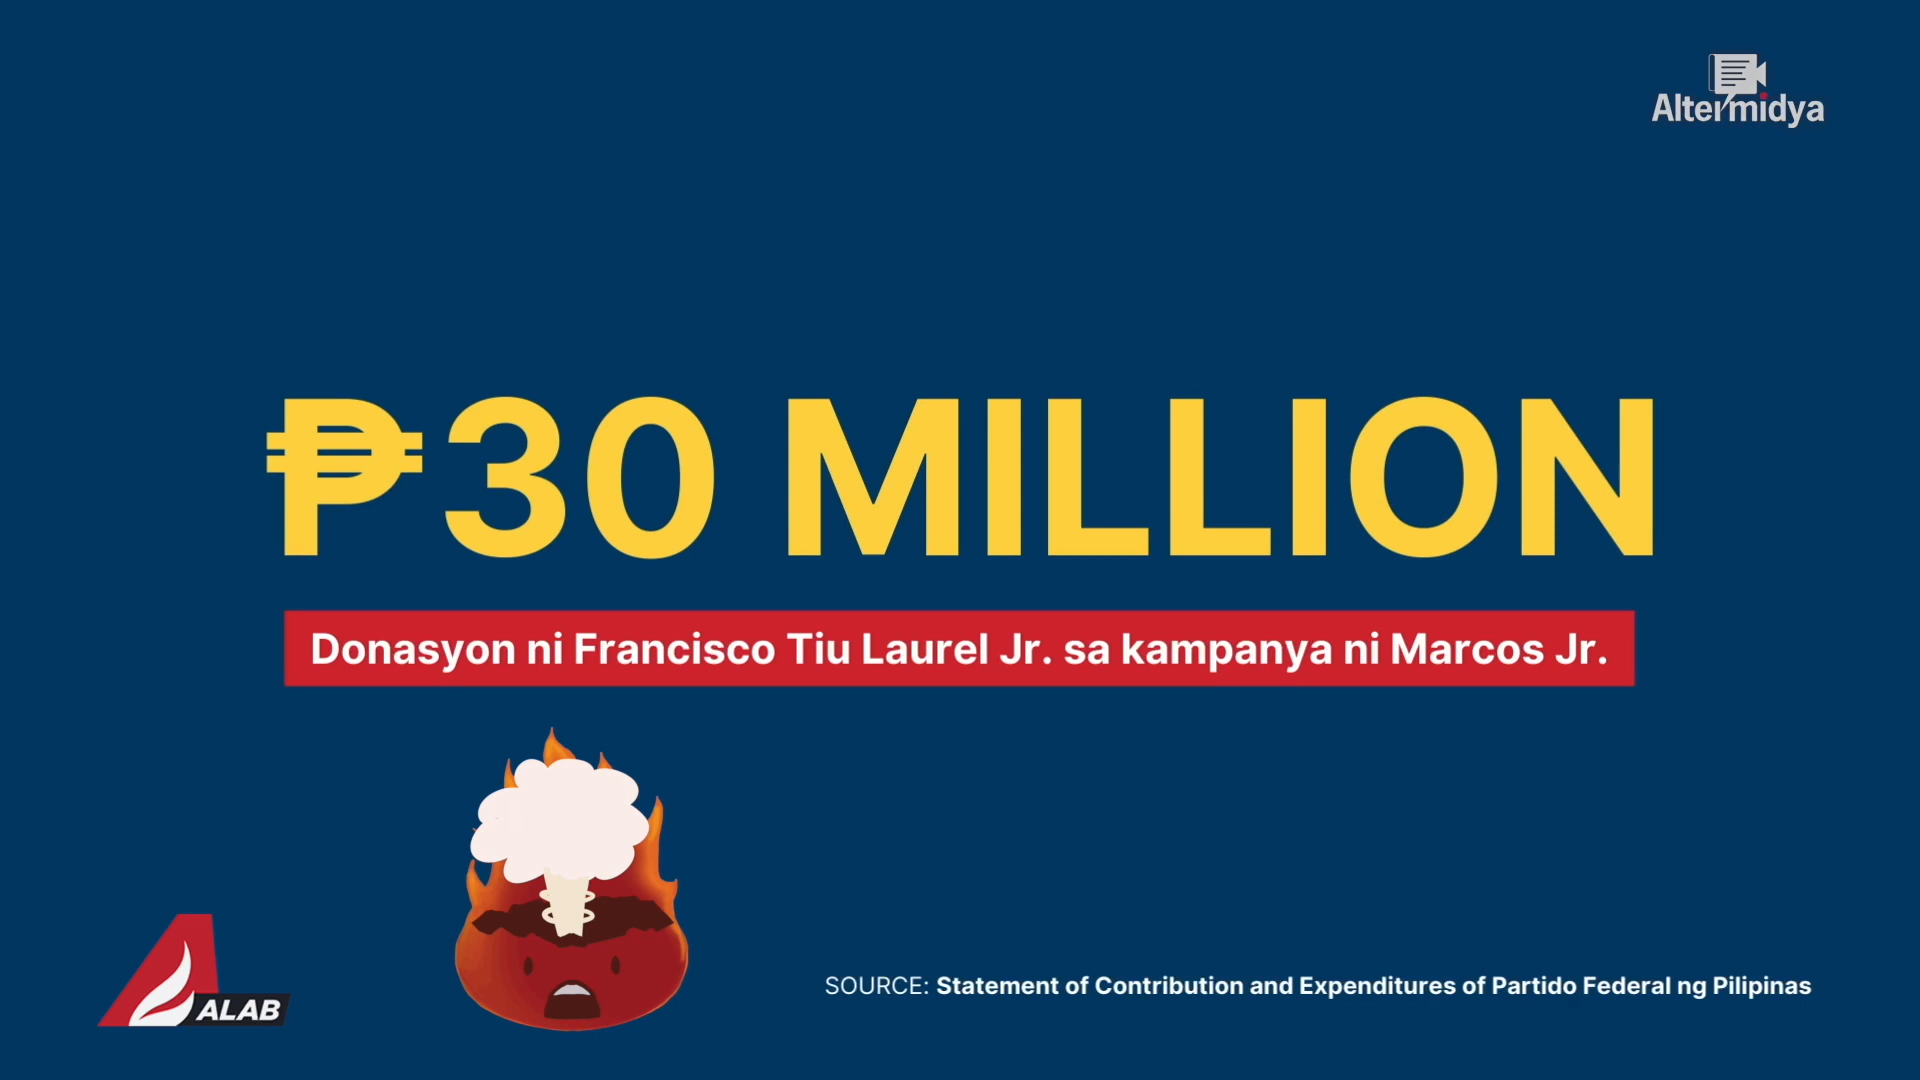 Altermidya
₱30 MILLION
Donasyon ni Francisco Tiu Laurel Jr. sa kampanya ni Marcos Jr.
ALAB
SOURCE: Statement of Contribution and Expenditures of Partido Federal ng Pilipinas